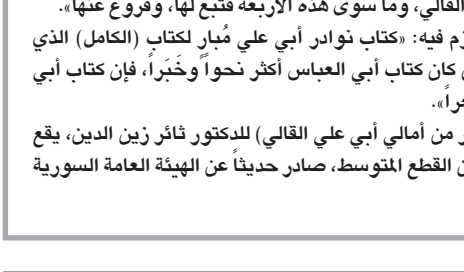 القالي، وما سوى هذه الأربعة فتبع لها، وفروع عنها».
زم فيه: «كتاب نوادر أبي علي مُبارٍ لكتاب (الكامل) الذي
كان كتاب أبي العباس أكثر نحواً وخَبَراً، فإن كتاب أبي
راً».
ر من أمالي أبي علي القالي) للدكتور ثائر زين الدين، يقع
ن القطع المتوسط، صادر حديثاً عن الهيئة العامة السورية